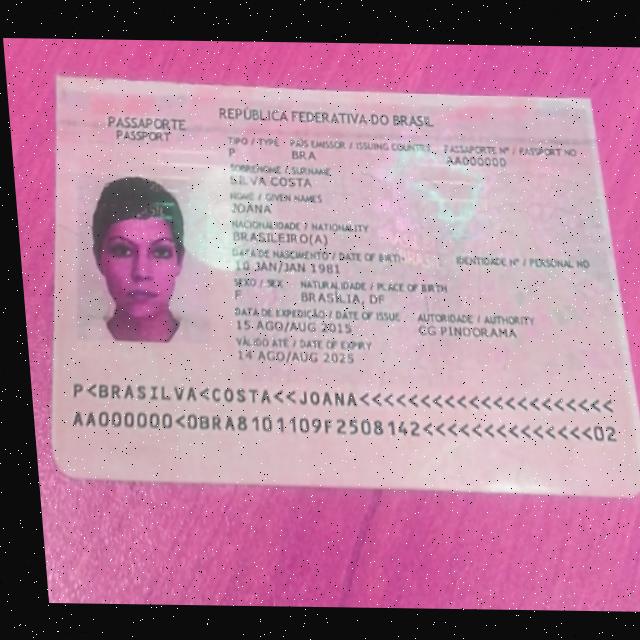 REPÚBLICA FEDERATIVA DO BRASIL
PASSAPORTE
PASSPORT
TIPO / TYPE PAÍS EMISSOR / ISSUING COUNTRY PASSAPORTE Nº / PASSPORT NO
P BRA AA000000
SOBRENOME / SURNAME
SILVA COSTA
NOME / GIVEN NAMES
JOANA
NACIONALIDADE / NATIONALITY
BRASILEIRO(A)
DATA DE NASCIMENTO / DATE OF BIRTH IDENTIDADE Nº / PERSONAL NO
10 JAN/JAN 1981
SEXO / SEX NATURALIDADE / PLACE OF BIRTH
F BRASÍLIA, DF
DATA DE EXPEDIÇÃO / DATE OF ISSUE AUTORIDADE / AUTHORITY
15 AGO/AUG 2015 CG PINDORAMA
VÁLIDO ATÉ / DATE OF EXPIRY
14 AGO/AUG 2025
P<BRASILVA<COSTA<<JOANA<<<<<<<<<<<<<<<<<<<<<
AA000000<0BRA8101109F2508142<<<<<<<<<<<<<<02